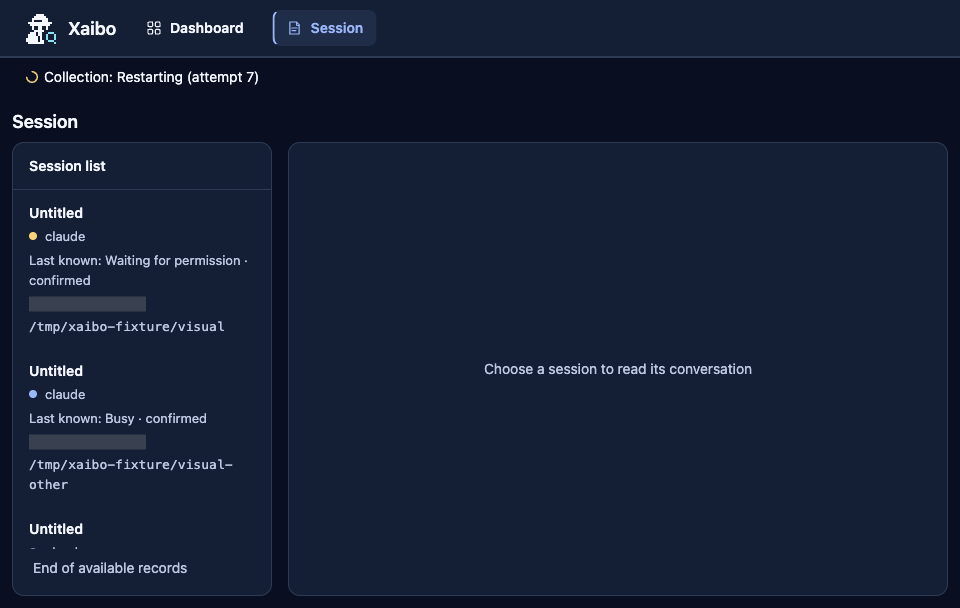 Xaibo
Dashboard
Session
Collection: Restarting (attempt 7)
Session
Session list
Untitled
claude
Last known: Waiting for permission ·
confirmed
/tmp/xaibo-fixture/visual
Untitled
claude
Last known: Busy · confirmed
/tmp/xaibo-fixture/visual-
other
Untitled
End of available records
Choose a session to read its conversation